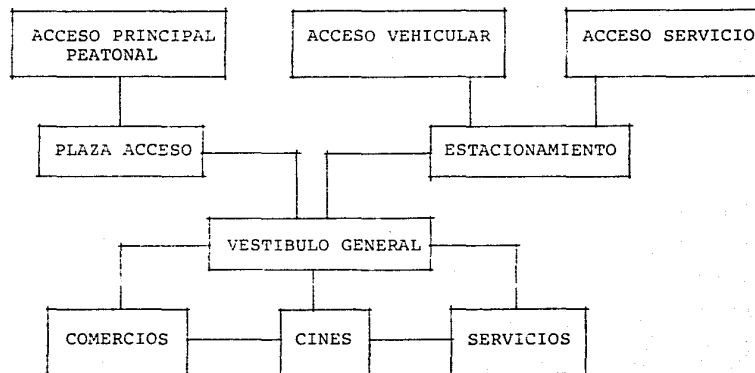 ACCESO PRINCIPAL
PEATONAL
ACCESO VEHICULAR
ACCESO SERVICIO
PLAZA ACCESO
ESTACIONAMIENTO
VESTIBULO GENERAL
COMERCIOS
CINES
SERVICIOS